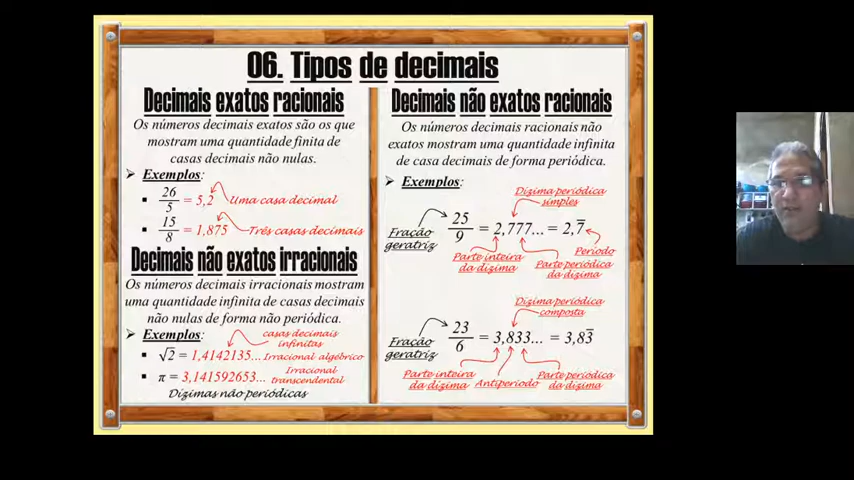 06. Tipos de decimais
Decimais exatos racionais
Os números decimais exatos são os que
mostram uma quantidade finita de
casas decimais não nulas.
➢ Exemplos:
▪ 26/5 = 5,2 Uma casa decimal
▪ 15/8 = 1,875 Três casas decimais
Decimais não exatos irracionais
Os números decimais irracionais mostram
uma quantidade infinita de casas decimais
não nulas de forma não periódica.
➢ Exemplos:
casas decimais
infinitas
▪ √2 = 1,4142135... Irracional algébrico
▪ π = 3,141592653... Irracional
transcendental
Dízimas não periódicas
Decimais não exatos racionais
Os números decimais racionais não
exatos mostram uma quantidade infinita
de casa decimais de forma periódica.
➢ Exemplos:
Dízima periódica
simples
Fração
geratriz
25/9 = 2,777... = 2,7̅
Período
Parte inteira
da dízima
Parte periódica
da dízima
Dízima periódica
composta
Fração
geratriz
23/6 = 3,833... = 3,83̅
Parte inteira
da dízima
Antiperíodo
Parte periódica
da dízima